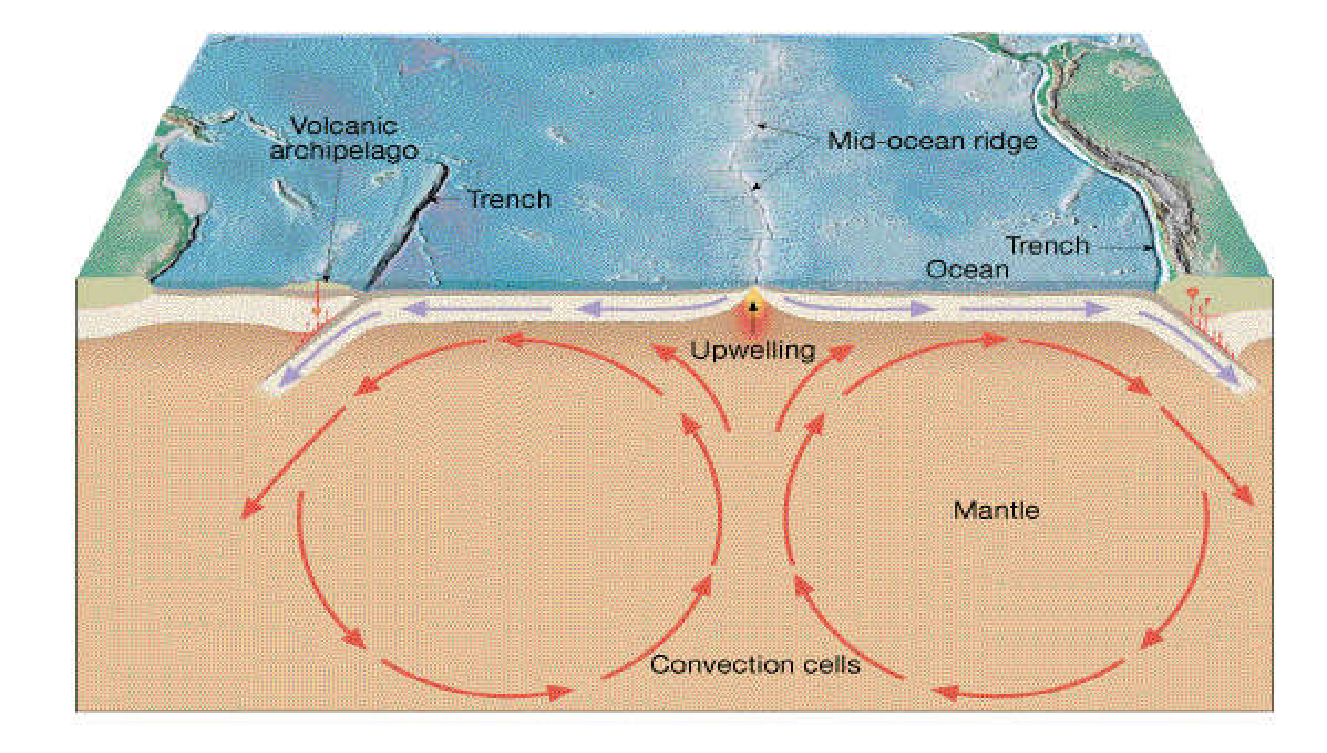 Volcanic
archipelago
Mid-ocean ridge
Trench
Trench
Ocean
Upwelling
Mantle
Convection cells